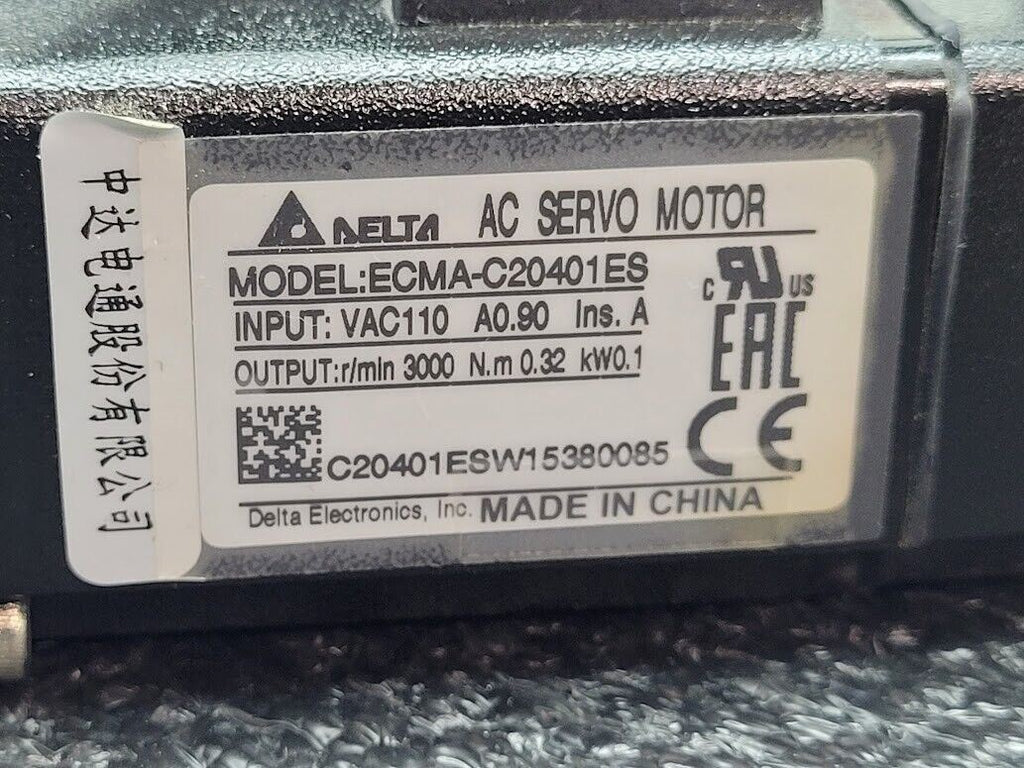 中达电通股份有限公司
DELTA AC SERVO MOTOR
MODEL:ECMA-C20401ES
INPUT: VAC110 A0.90 Ins. A
OUTPUT:r/min 3000 N.m 0.32 kW0.1
C RU US
EAC
CE
C20401ESW15380085
Delta Electronics, Inc. MADE IN CHINA